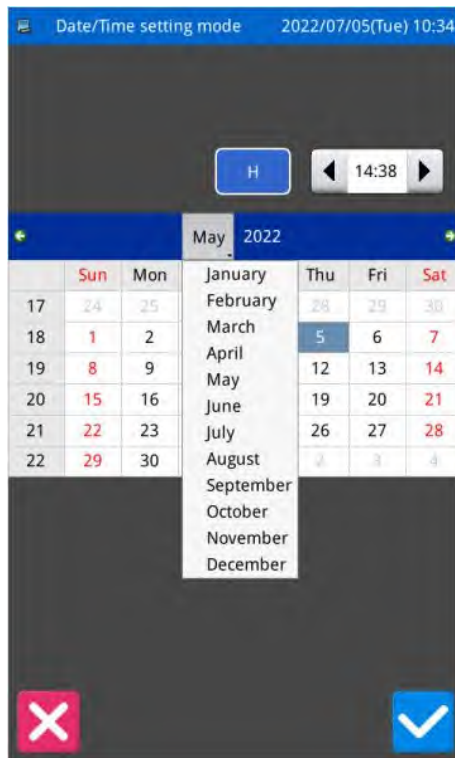 Date/Time setting mode 2022/07/05(Tue) 10:34
H 14:38
May 2022
Sun Mon Thu Fri Sat
January
February
March
April
May
June
July
August
September
October
November
December
17 24 25 28 29 30
18 1 2 5 6 7
19 8 9 12 13 14
20 15 16 19 20 21
21 22 23 26 27 28
22 29 30 2 3 4